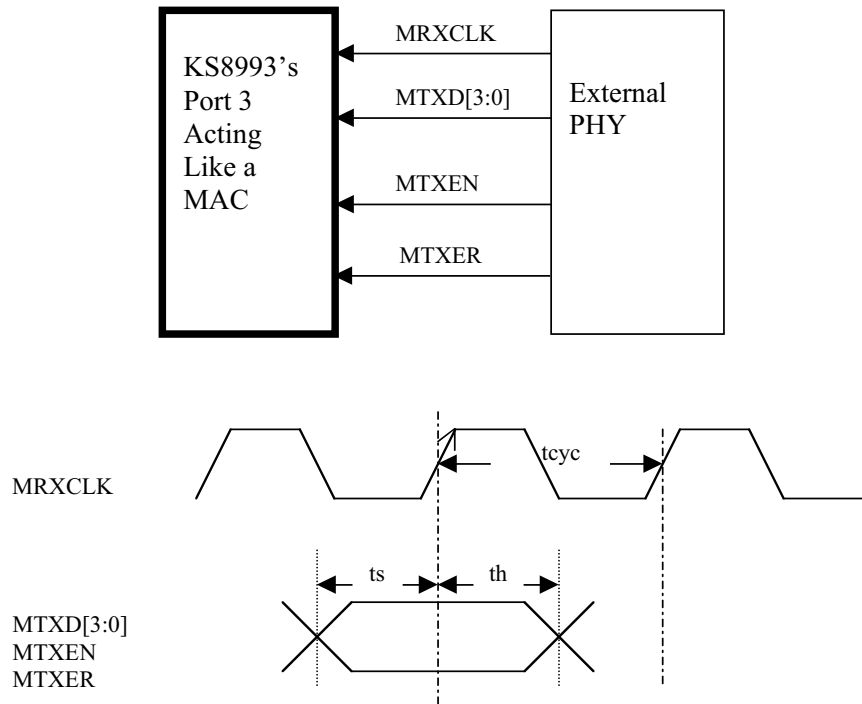 KS8993's
Port 3
Acting
Like a
MAC
MRXCLK
MTXD[3:0]
MTXEN
MTXER
External
PHY
MRXCLK
tcyc
ts
th
MTXD[3:0]
MTXEN
MTXER